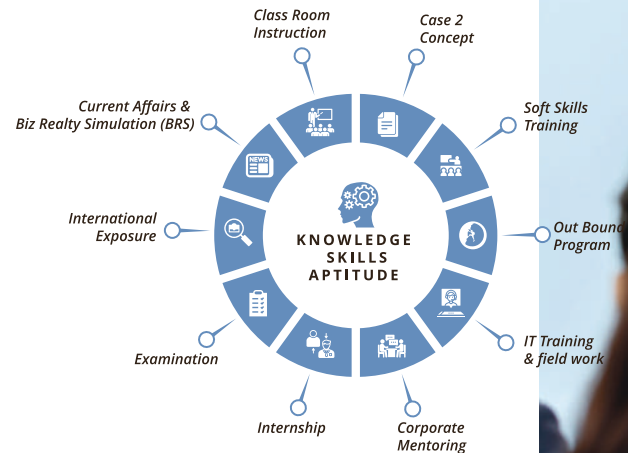 Class Room
Instruction
Case 2
Concept
Current Affairs &
Biz Realty Simulation (BRS)
Soft Skills
Training
NEWS
International
Exposure
KNOWLEDGE
SKILLS
APTITUDE
Out Bound
Program
Examination
IT Training
& field work
Internship
Corporate
Mentoring